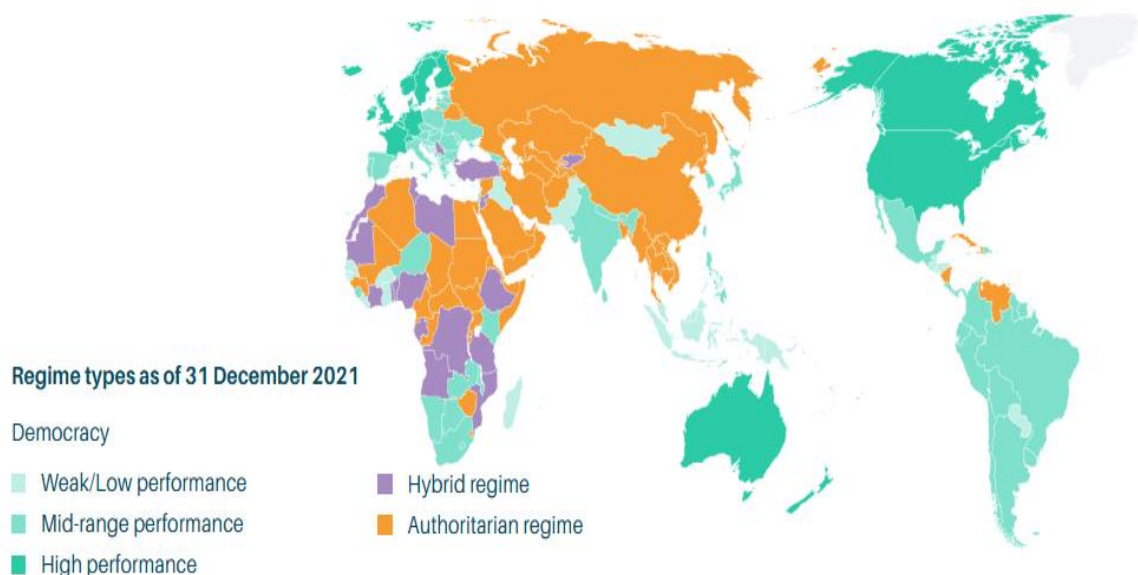 Regime types as of 31 December 2021
Democracy
Weak/Low performance
Mid-range performance
High performance
Hybrid regime
Authoritarian regime